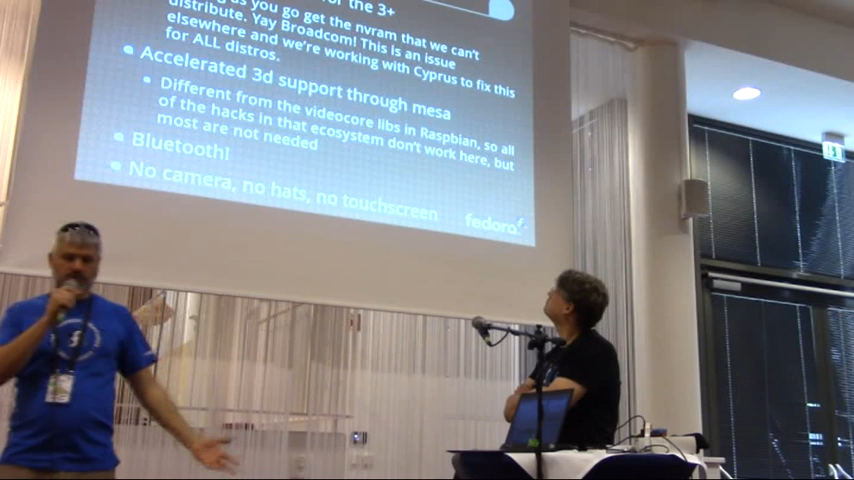 as you go get the nvram that we can't
distribute. Yay Broadcom! This is an issue
elsewhere and we're working with Cyprus to fix this
for ALL distros.
Accelerated 3d support through mesa
Different from the videocore libs in Raspbian, so all
of the hacks in that ecosystem don't work here, but
most are not needed
Bluetooth!
No camera, no hats, no touchscreen
fedora